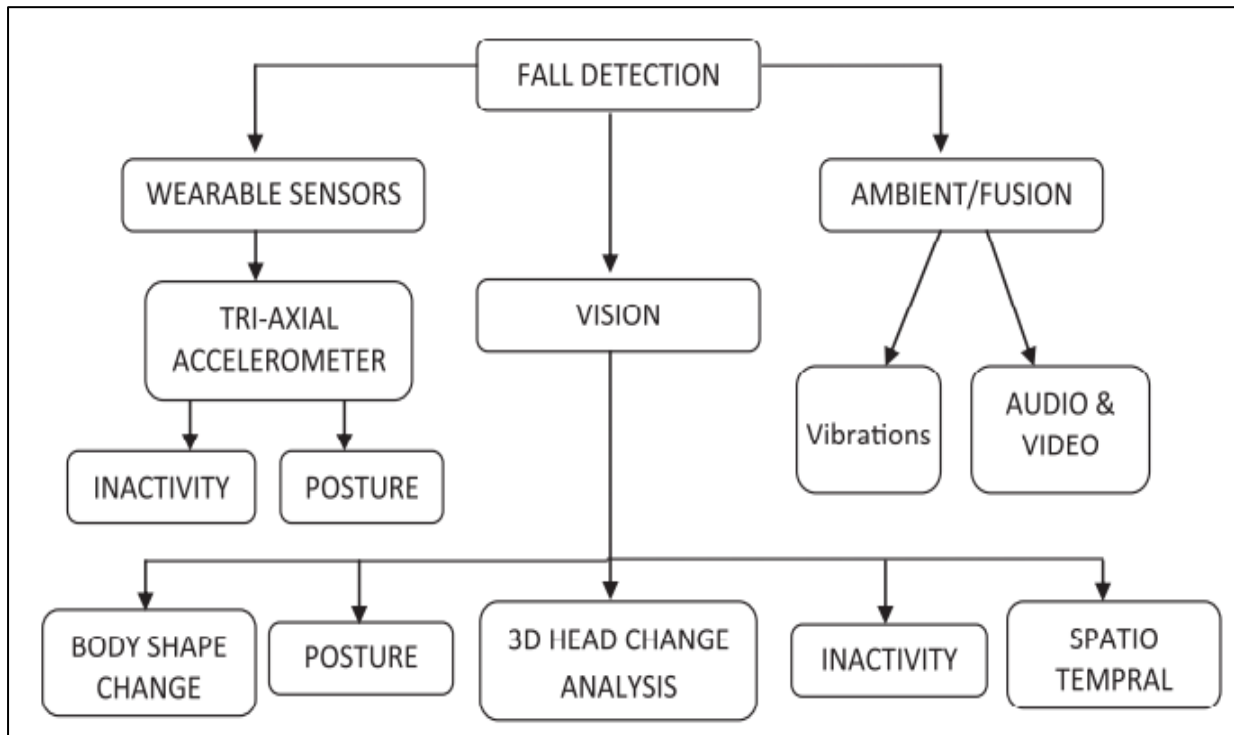 FALL DETECTION
WEARABLE SENSORS
AMBIENT/FUSION
TRI-AXIAL
ACCELEROMETER
VISION
Vibrations
AUDIO &
VIDEO
INACTIVITY
POSTURE
BODY SHAPE
CHANGE
POSTURE
3D HEAD CHANGE
ANALYSIS
INACTIVITY
SPATIO
TEMPRAL